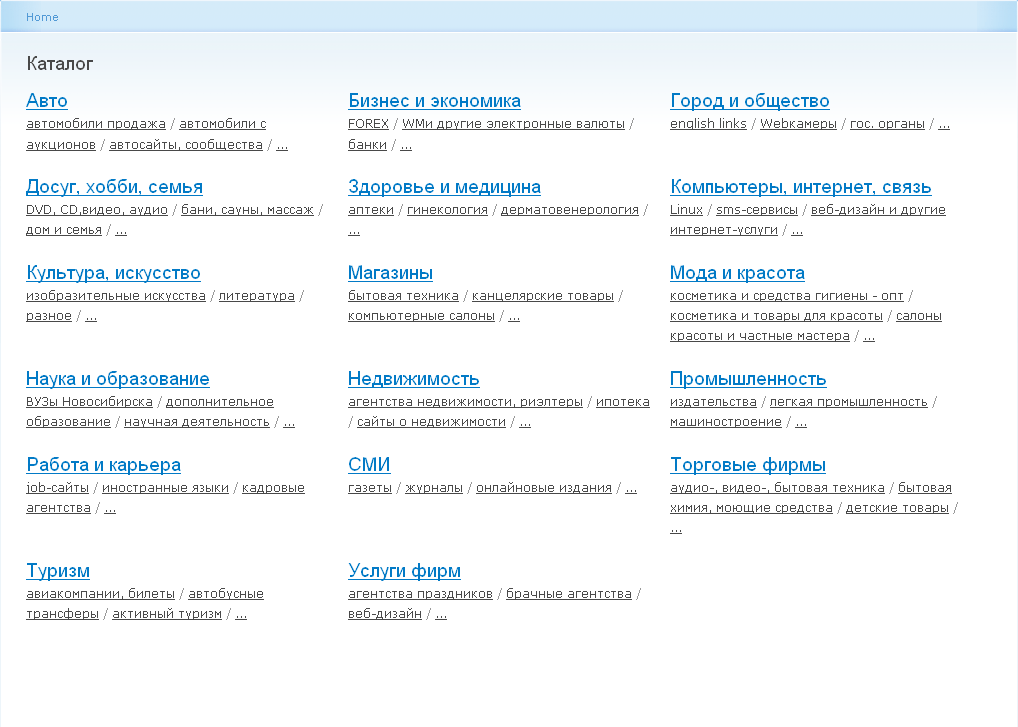 Home
Каталог
Авто
автомобили продажа / автомобили с
аукционов / автосайты, сообщества / ...
Бизнес и экономика
FOREX / WMи другие электронные валюты /
банки / ...
Город и общество
english links / Webкамеры / гос. органы / ...
Досуг, хобби, семья
DVD, CD,видео, аудио / бани, сауны, массаж /
дом и семья / ...
Здоровье и медицина
аптеки / гинекология / дерматовенерология /
...
Компьютеры, интернет, связь
Linux / sms-сервисы / веб-дизайн и другие
интернет-услуги / ...
Культура, искусство
изобразительные искусства / литература /
разное / ...
Магазины
бытовая техника / канцелярские товары /
компьютерные салоны / ...
Мода и красота
косметика и средства гигиены - опт /
косметика и товары для красоты / салоны
красоты и частные мастера / ...
Наука и образование
ВУЗы Новосибирска / дополнительное
образование / научная деятельность / ...
Недвижимость
агентства недвижимости, риэлтеры / ипотека
/ сайты о недвижимости / ...
Промышленность
издательства / легкая промышленность /
машиностроение / ...
Работа и карьера
job-сайты / иностранные языки / кадровые
агентства / ...
СМИ
газеты / журналы / онлайновые издания / ...
Торговые фирмы
аудио-, видео-, бытовая техника / бытовая
химия, моющие средства / детские товары /
...
Туризм
авиакомпании, билеты / автобусные
трансферы / активный туризм / ...
Услуги фирм
агентства праздников / брачные агентства /
веб-дизайн / ...